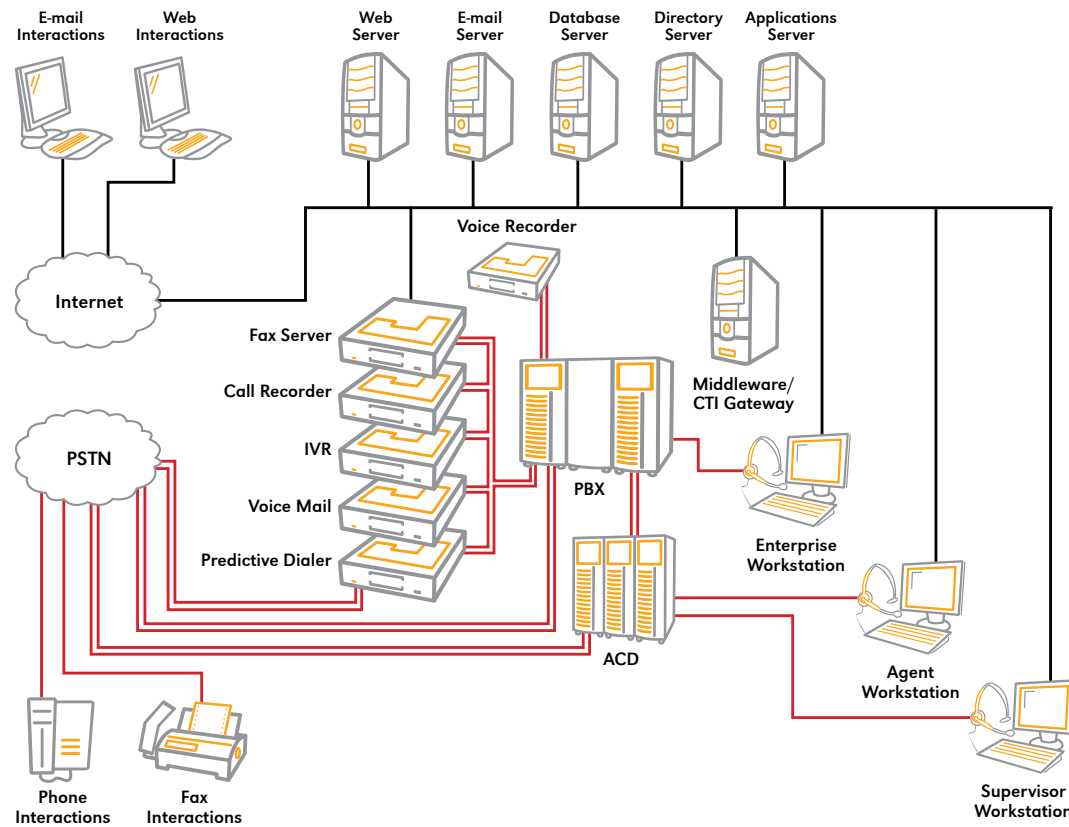 E-mail
Interactions
Web
Interactions
Web
Server
E-mail
Server
Database
Server
Directory
Server
Applications
Server
Voice Recorder
Internet
Fax Server
Call Recorder
IVR
Voice Mail
Predictive Dialer
PSTN
PBX
Middleware/
CTI Gateway
Enterprise
Workstation
ACD
Agent
Workstation
Supervisor
Workstation
Phone
Interactions
Fax
Interactions